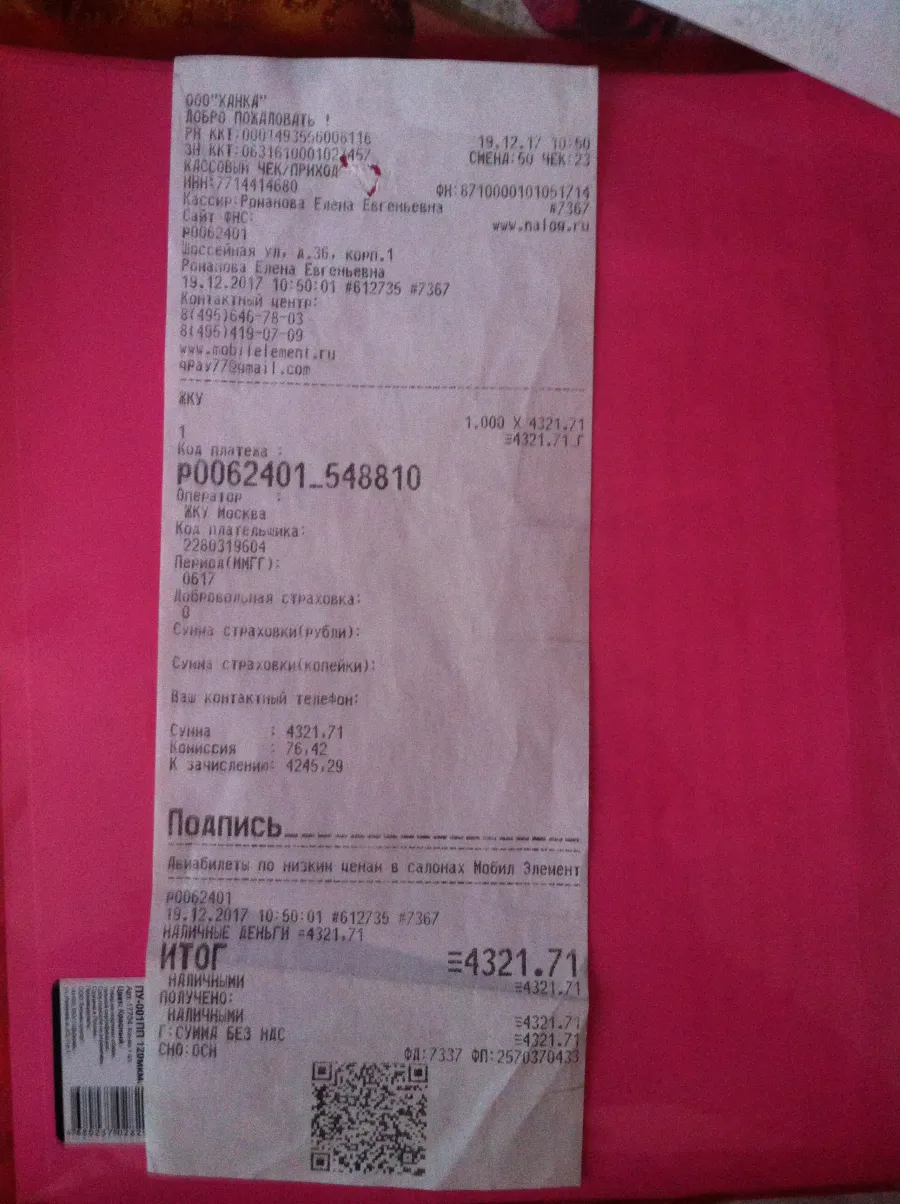 ООО"ХАНКА"
ДОБРО ПОЖАЛОВАТЬ !
РН ККТ:0001493556008116 19.12.17 10:50
ЗН ККТ: СМЕНА:50 ЧЕК:23
КАССОВЫЙ ЧЕК/ПРИХОД
ИНН:7714414680 ФН:8710000101051714
Кассир:Романова Елена Евгеньевна #7367
Сайт ФНС: www.nalog.ru
P0062401
Шоссейная ул, д.36, корп.1
Романова Елена Евгеньевна
19.12.2017 10:50:01 #612735 #7367
Контактный центр:
8(495)646-78-03
8(495)419-07-09
www.mobilelement.ru
qPay77@gmail.com
ЖКУ
1.000 X 4321.71
1 ≡4321.71_Г
Код платежа :
P0062401_548810
Оператор :
ЖКУ Москва
Код плательщика:
2280319604
Период(ММГГ):
0617
Добровольная страховка:
0
Сумма страховки(рубли):
Сумма страховки(копейки):
Ваш контактный телефон:
Сумма : 4321.71
Комиссия : 76.42
К зачислению: 4245.29
Подпись
Авиабилеты по низким ценам в салонах Мобил Элемент
P0062401
19.12.2017 10:50:01 #612735 #7367
НАЛИЧНЫЕ ДЕНЬГИ =4321.71
ИТОГ ≡4321.71
НАЛИЧНЫМИ ≡4321.71
ПОЛУЧЕНО:
НАЛИЧНЫМИ ≡4321.71
Г:СУММА БЕЗ НДС ≡4321.71
СНО:ОСН ФД:7337 ФП:2570370433